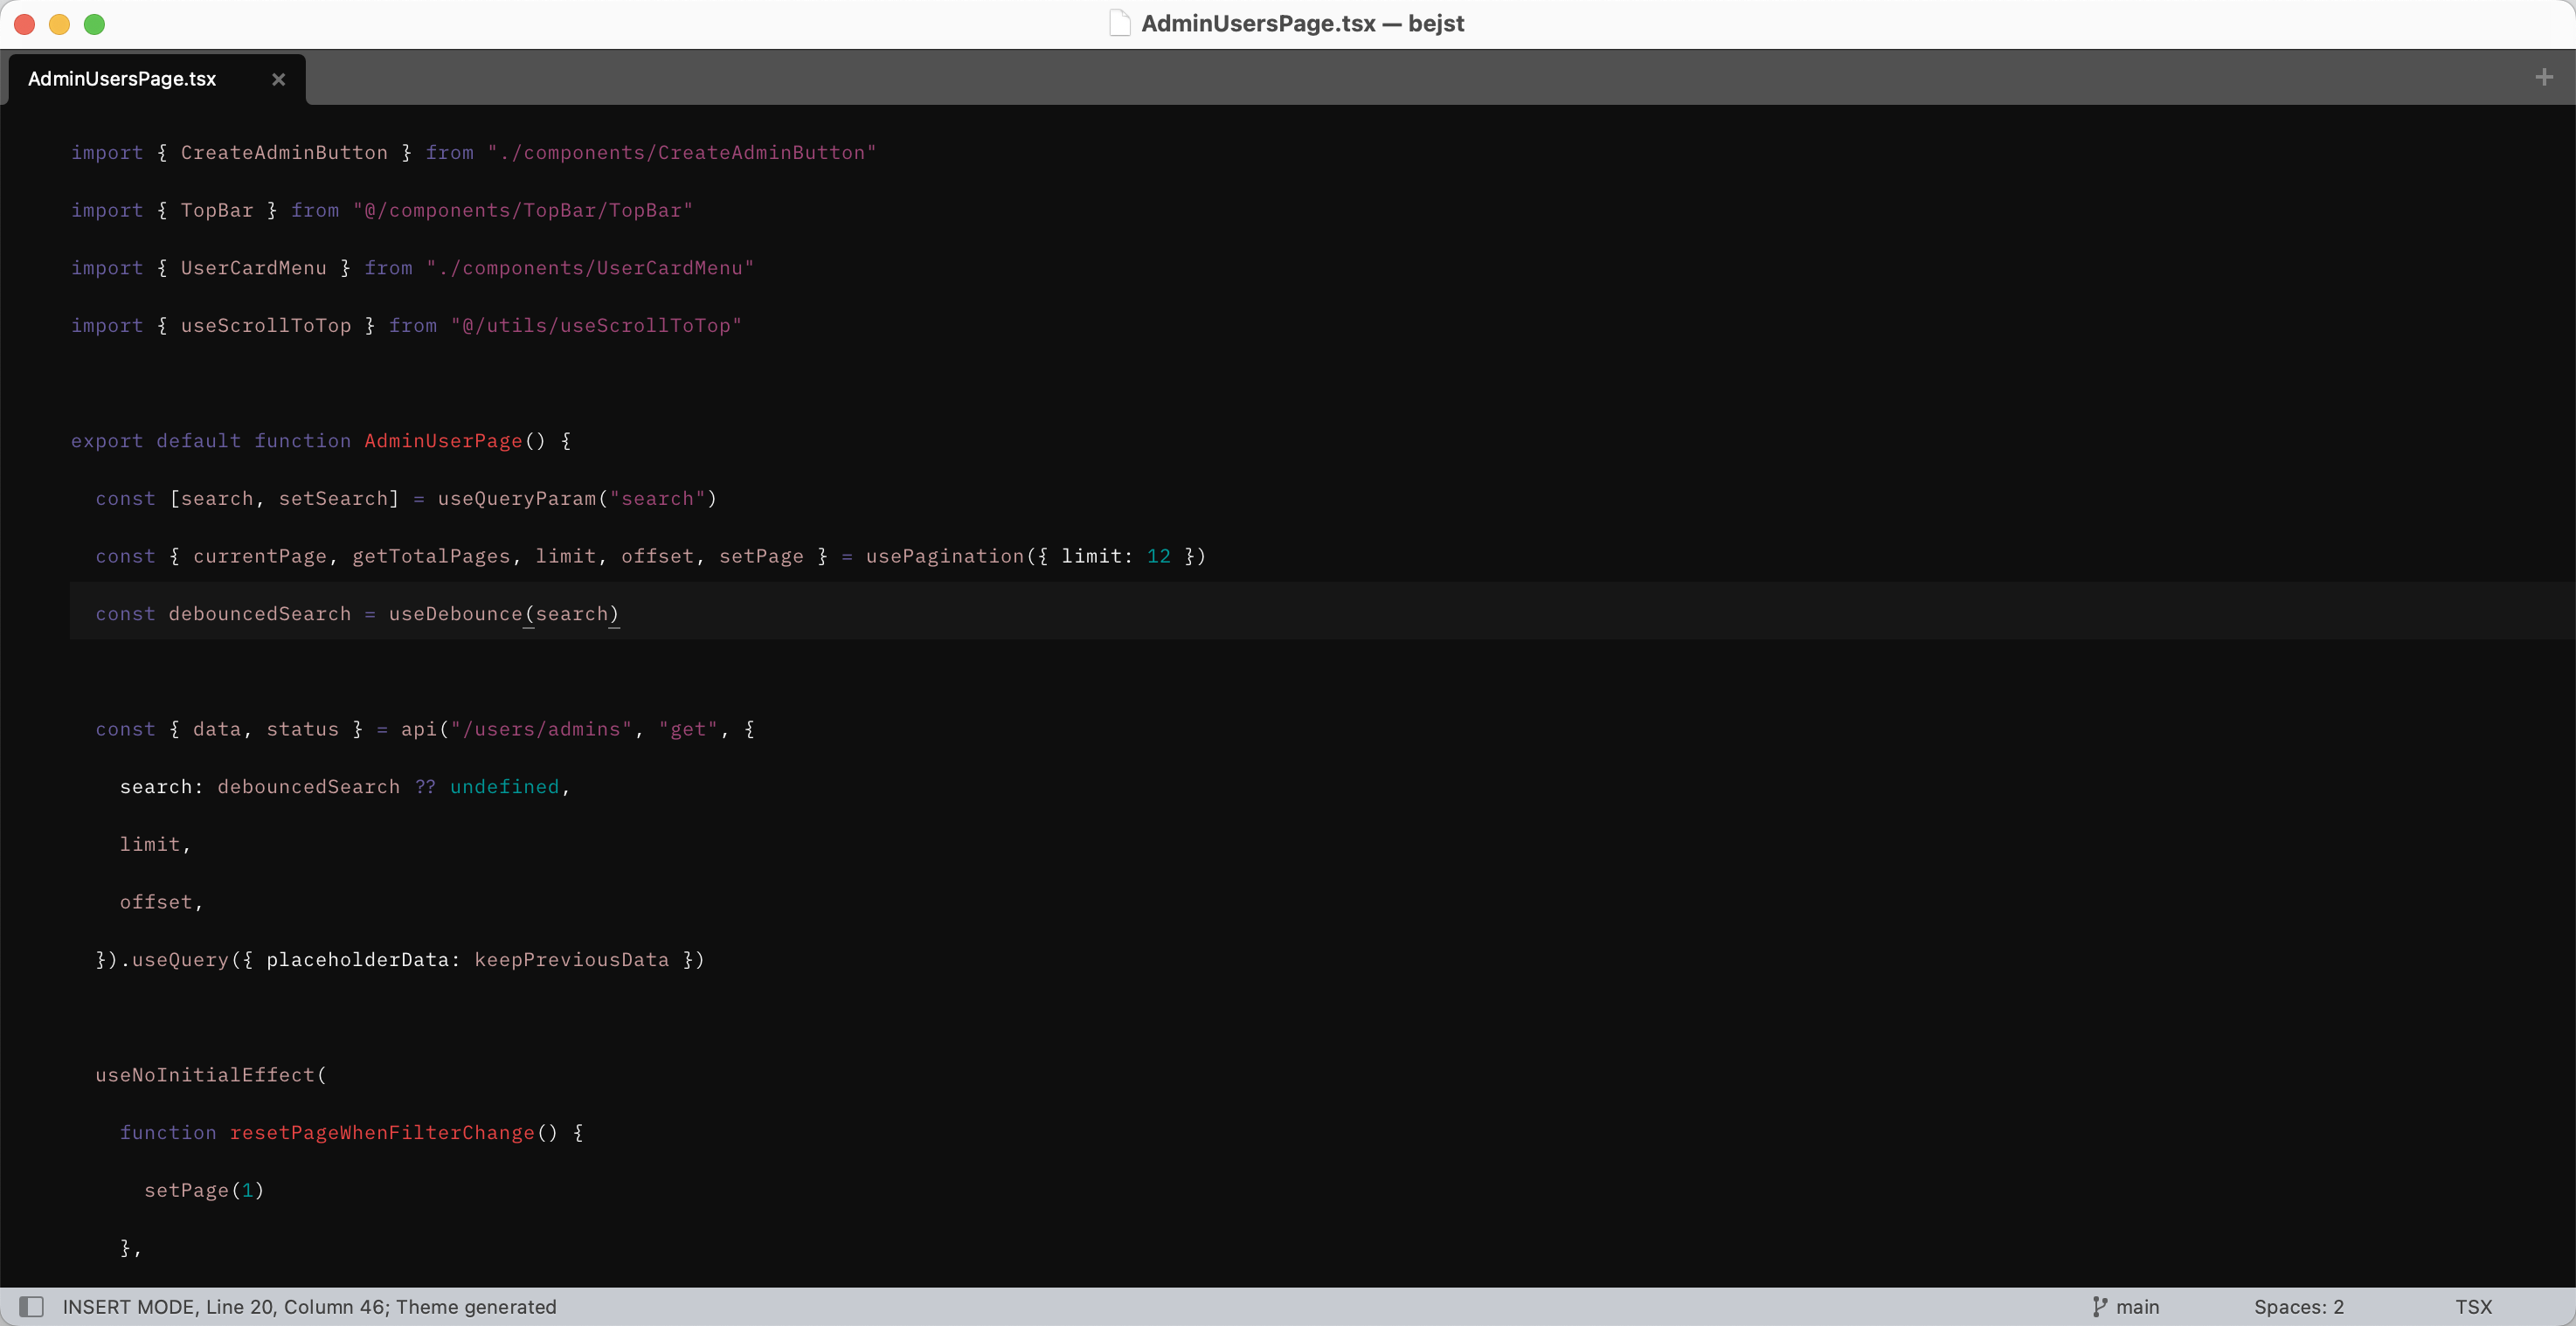 AdminUsersPage.tsx — bejst
AdminUsersPage.tsx
import { CreateAdminButton } from "./components/CreateAdminButton"
import { TopBar } from "@/components/TopBar/TopBar"
import { UserCardMenu } from "./components/UserCardMenu"
import { useScrollToTop } from "@/utils/useScrollToTop"
export default function AdminUserPage() {
const [search, setSearch] = useQueryParam("search")
const { currentPage, getTotalPages, limit, offset, setPage } = usePagination({ limit: 12 })
const debouncedSearch = useDebounce(search)
const { data, status } = api("/users/admins", "get", {
search: debouncedSearch ?? undefined,
limit,
offset,
}).useQuery({ placeholderData: keepPreviousData })
useNoInitialEffect(
function resetPageWhenFilterChange() {
setPage(1)
},
INSERT MODE, Line 20, Column 46; Theme generated
main
Spaces: 2
TSX